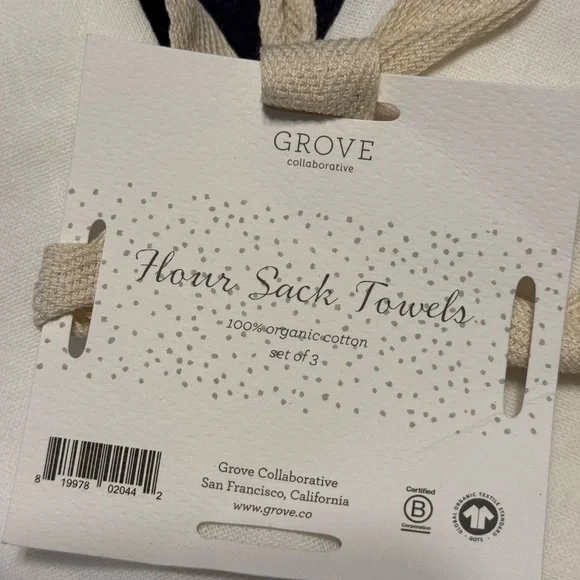 GROVE
collaborative
Flour Sack Towels
100% organic cotton
set of 3
8 19978 02044 2
Grove Collaborative
San Francisco, California
www.grove.co
Certified
B
Corporation
GLOBAL ORGANIC TEXTILE STANDARD
GOTS